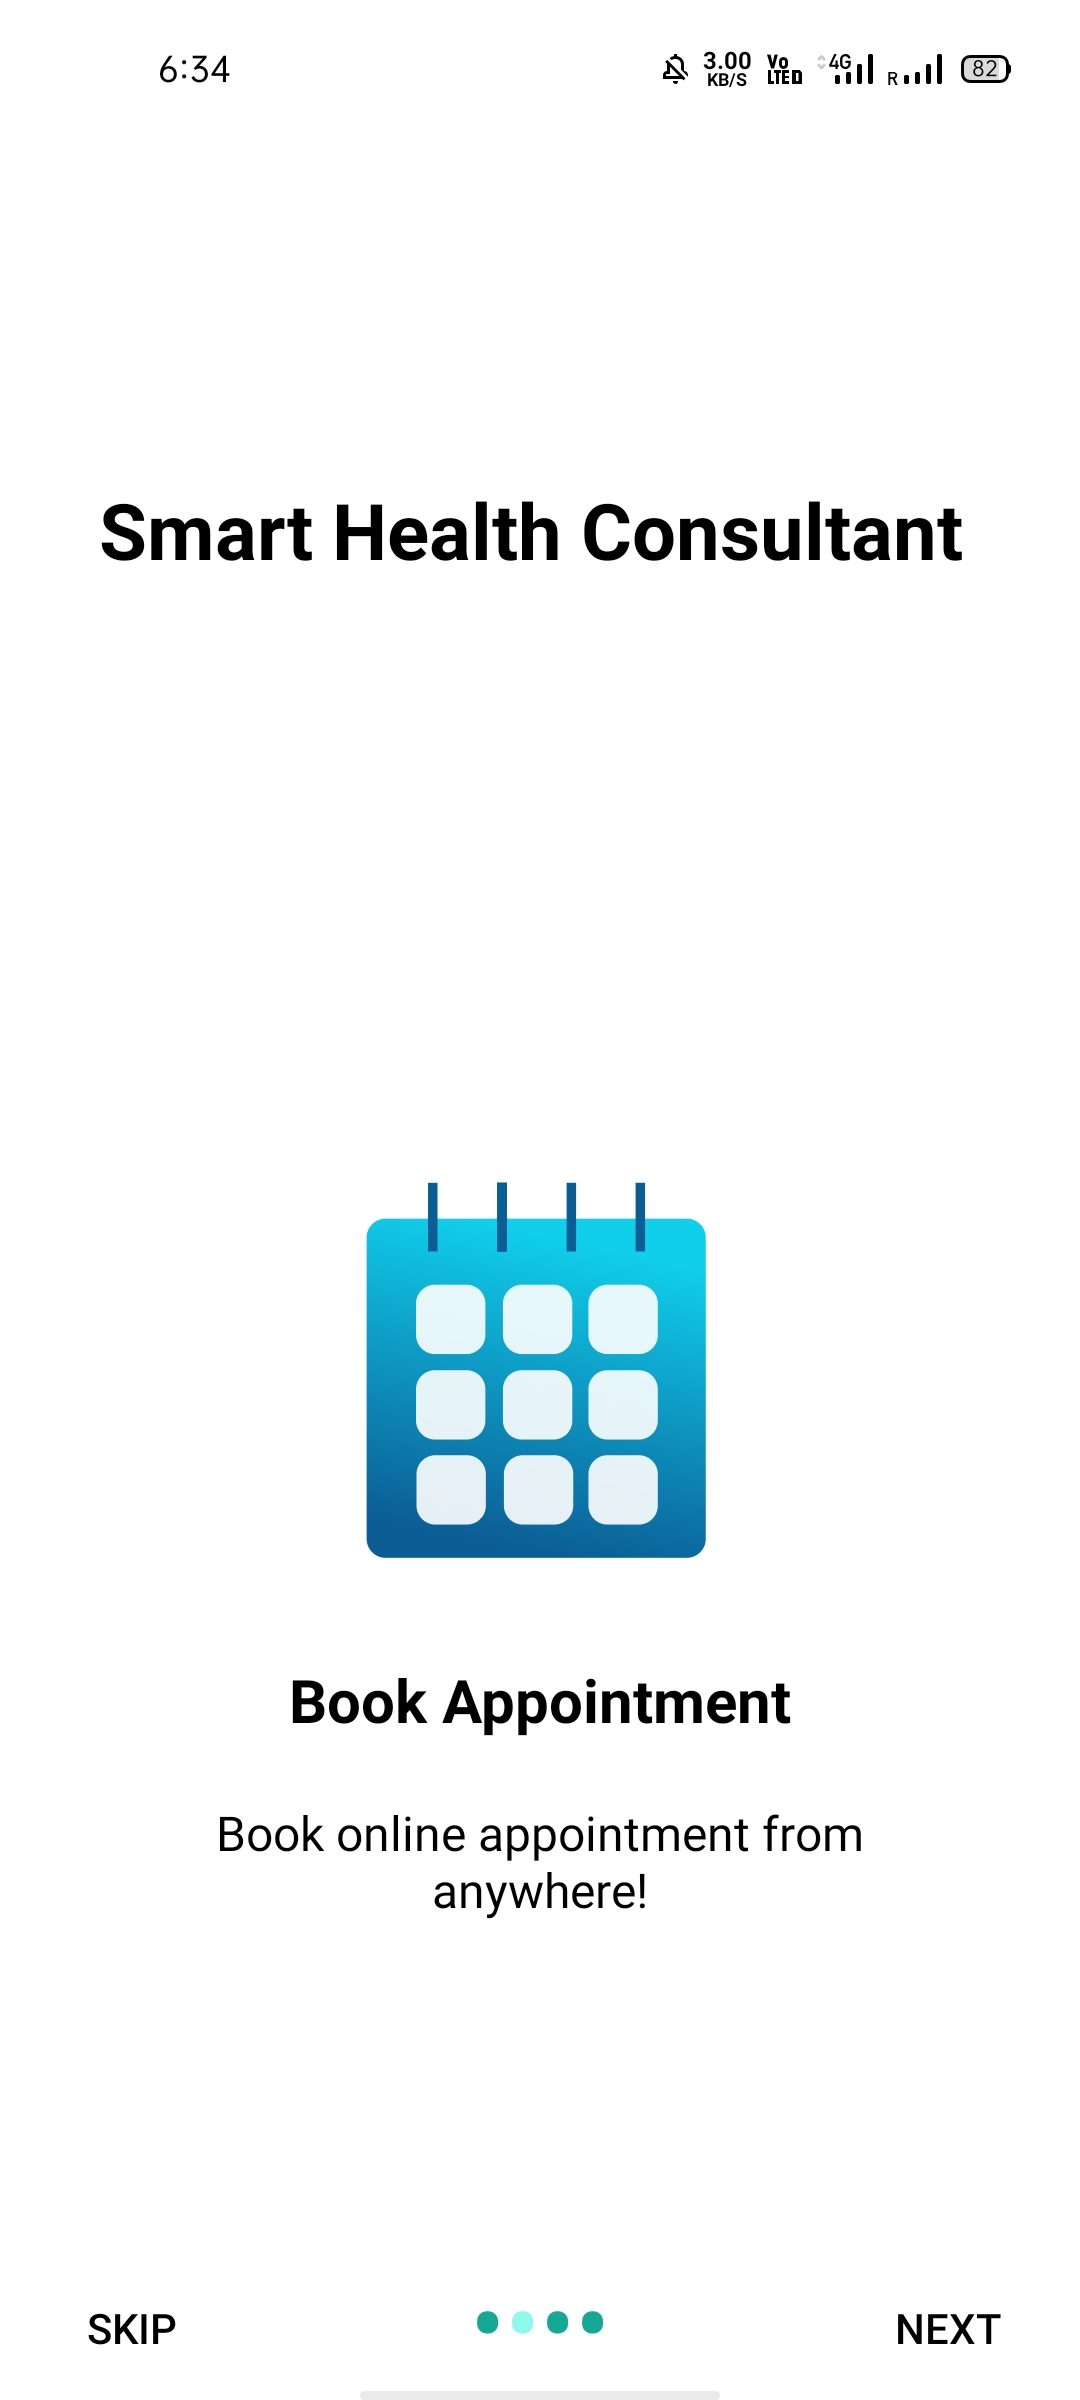 6:34
3.00
KB/S
Vo
LTE D
4G
R
82
Smart Health Consultant
Book Appointment
Book online appointment from
anywhere!
SKIP
NEXT